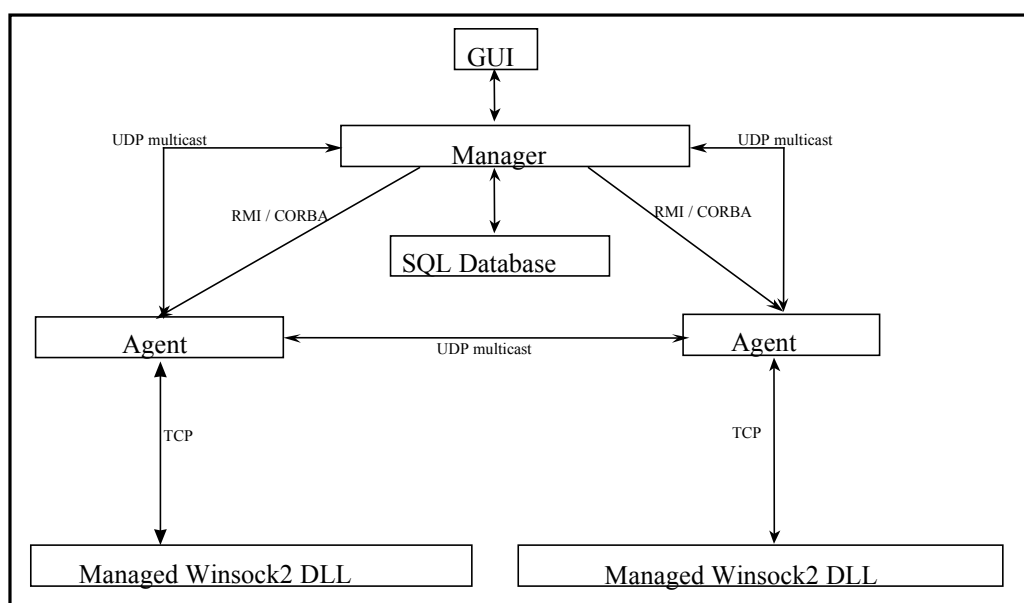 GUI
UDP multicast
UDP multicast
Manager
RMI / CORBA
RMI / CORBA
SQL Database
Agent
Agent
UDP multicast
TCP
TCP
Managed Winsock2 DLL
Managed Winsock2 DLL